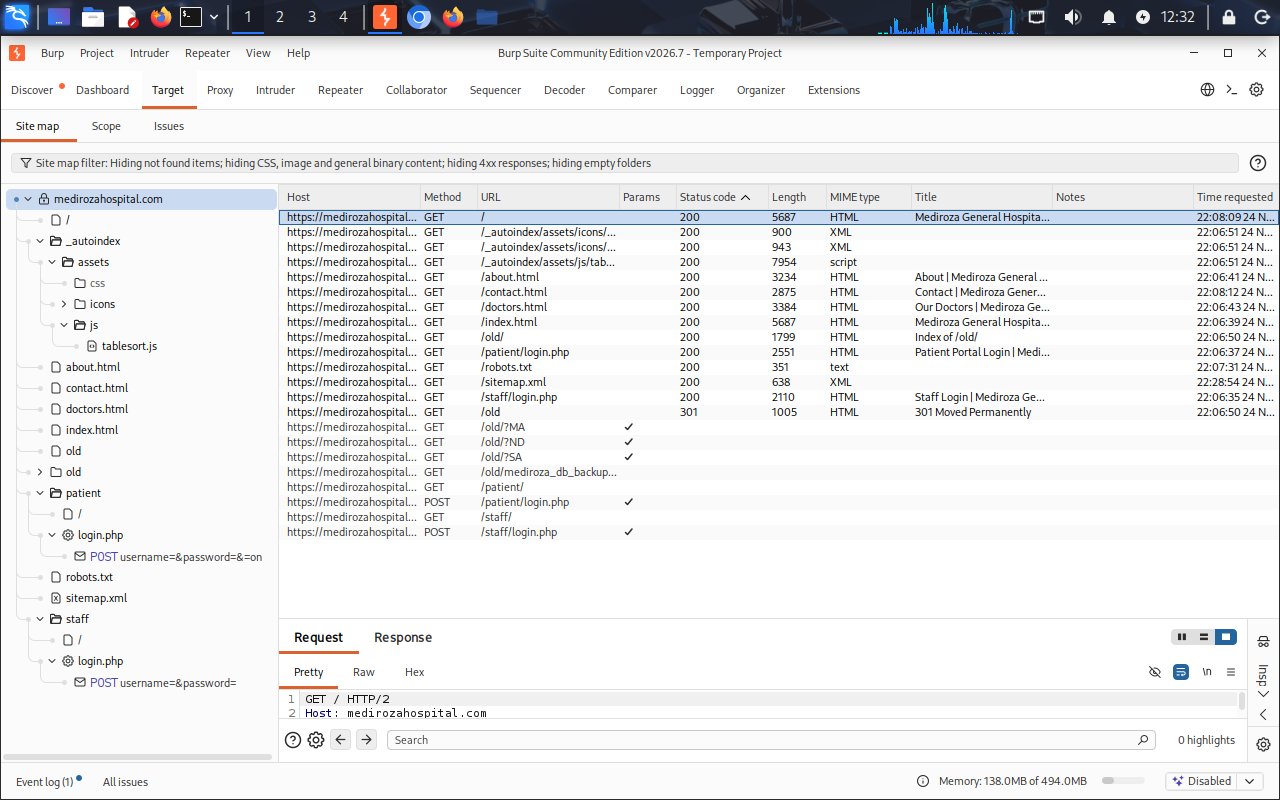 1 2 3 4 12:32
Burp Project Intruder Repeater View Help Burp Suite Community Edition v2026.7 - Temporary Project
Discover Dashboard Target Proxy Intruder Repeater Collaborator Sequencer Decoder Comparer Logger Organizer Extensions
Site map Scope Issues
Site map filter: Hiding not found items; hiding CSS, image and general binary content; hiding 4xx responses; hiding empty folders
medirozahospital.com
/
_autoindex
assets
css
icons
js
tablesort.js
about.html
contact.html
doctors.html
index.html
old
old
patient
/
login.php
POST username=&password=&=on
robots.txt
sitemap.xml
staff
/
login.php
POST username=&password=
Host Method URL Params Status code Length MIME type Title Notes Time requested
https://medirozahospital... GET / 200 5687 HTML Mediroza General Hospita... 22:08:09 24 N...
https://medirozahospital... GET /_autoindex/assets/icons/... 200 900 XML 22:06:51 24 N...
https://medirozahospital... GET /_autoindex/assets/icons/... 200 943 XML 22:06:51 24 N...
https://medirozahospital... GET /_autoindex/assets/js/tab... 200 7954 script 22:06:51 24 N...
https://medirozahospital... GET /about.html 200 3234 HTML About | Mediroza General ... 22:06:41 24 N...
https://medirozahospital... GET /contact.html 200 2875 HTML Contact | Mediroza Gener... 22:08:12 24 N...
https://medirozahospital... GET /doctors.html 200 3384 HTML Our Doctors | Mediroza Ge... 22:06:43 24 N...
https://medirozahospital... GET /index.html 200 5687 HTML Mediroza General Hospita... 22:06:39 24 N...
https://medirozahospital... GET /old/ 200 1799 HTML Index of /old/ 22:06:50 24 N...
https://medirozahospital... GET /patient/login.php 200 2551 HTML Patient Portal Login | Medi... 22:06:37 24 N...
https://medirozahospital... GET /robots.txt 200 351 text 22:07:31 24 N...
https://medirozahospital... GET /sitemap.xml 200 638 XML 22:28:54 24 N...
https://medirozahospital... GET /staff/login.php 200 2110 HTML Staff Login | Mediroza Ge... 22:06:35 24 N...
https://medirozahospital... GET /old 301 1005 HTML 301 Moved Permanently 22:06:50 24 N...
https://medirozahospital... GET /old/?MA ✓
https://medirozahospital... GET /old/?ND ✓
https://medirozahospital... GET /old/?SA ✓
https://medirozahospital... GET /old/mediroza_db_backup...
https://medirozahospital... GET /patient/
https://medirozahospital... POST /patient/login.php ✓
https://medirozahospital... GET /staff/
https://medirozahospital... POST /staff/login.php ✓
Request Response
Pretty Raw Hex \n
1 GET / HTTP/2
2 Host: medirozahospital.com
Insp
Search 0 highlights
Event log (1) All issues Memory: 138.0MB of 494.0MB Disabled